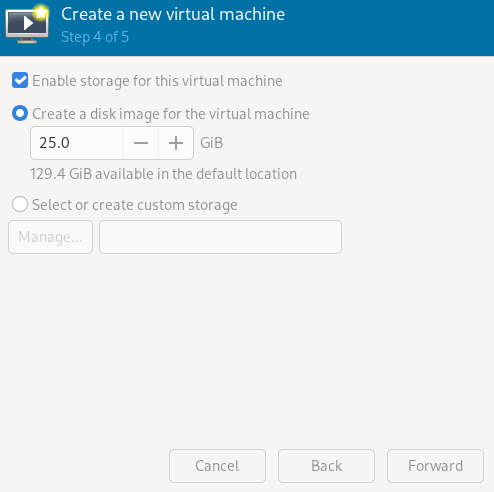 Create a new virtual machine
Step 4 of 5
Enable storage for this virtual machine
Create a disk image for the virtual machine
25.0 GiB
129.4 GiB available in the default location
Select or create custom storage
Manage...
Cancel Back Forward